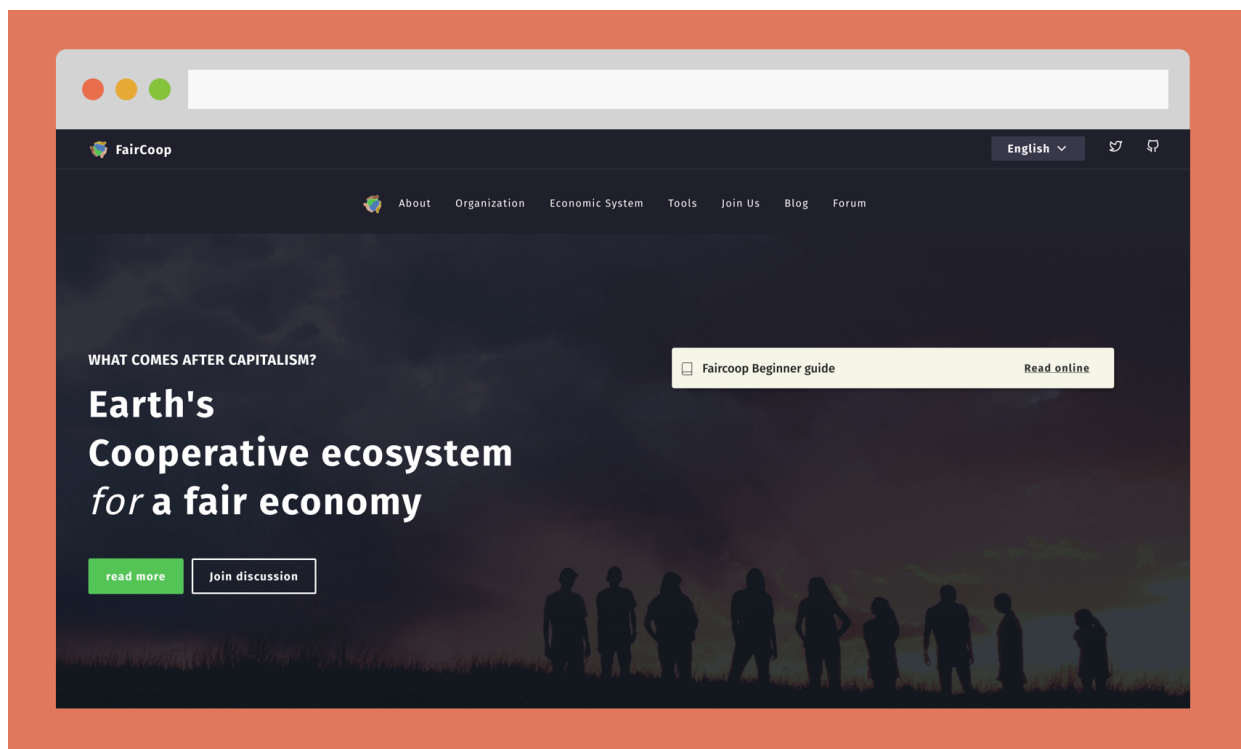 FairCoop
English
About Organization Economic System Tools Join Us Blog Forum
WHAT COMES AFTER CAPITALISM?
Earth's
Cooperative ecosystem
for a fair economy
read more Join discussion
Faircoop Beginner guide Read online